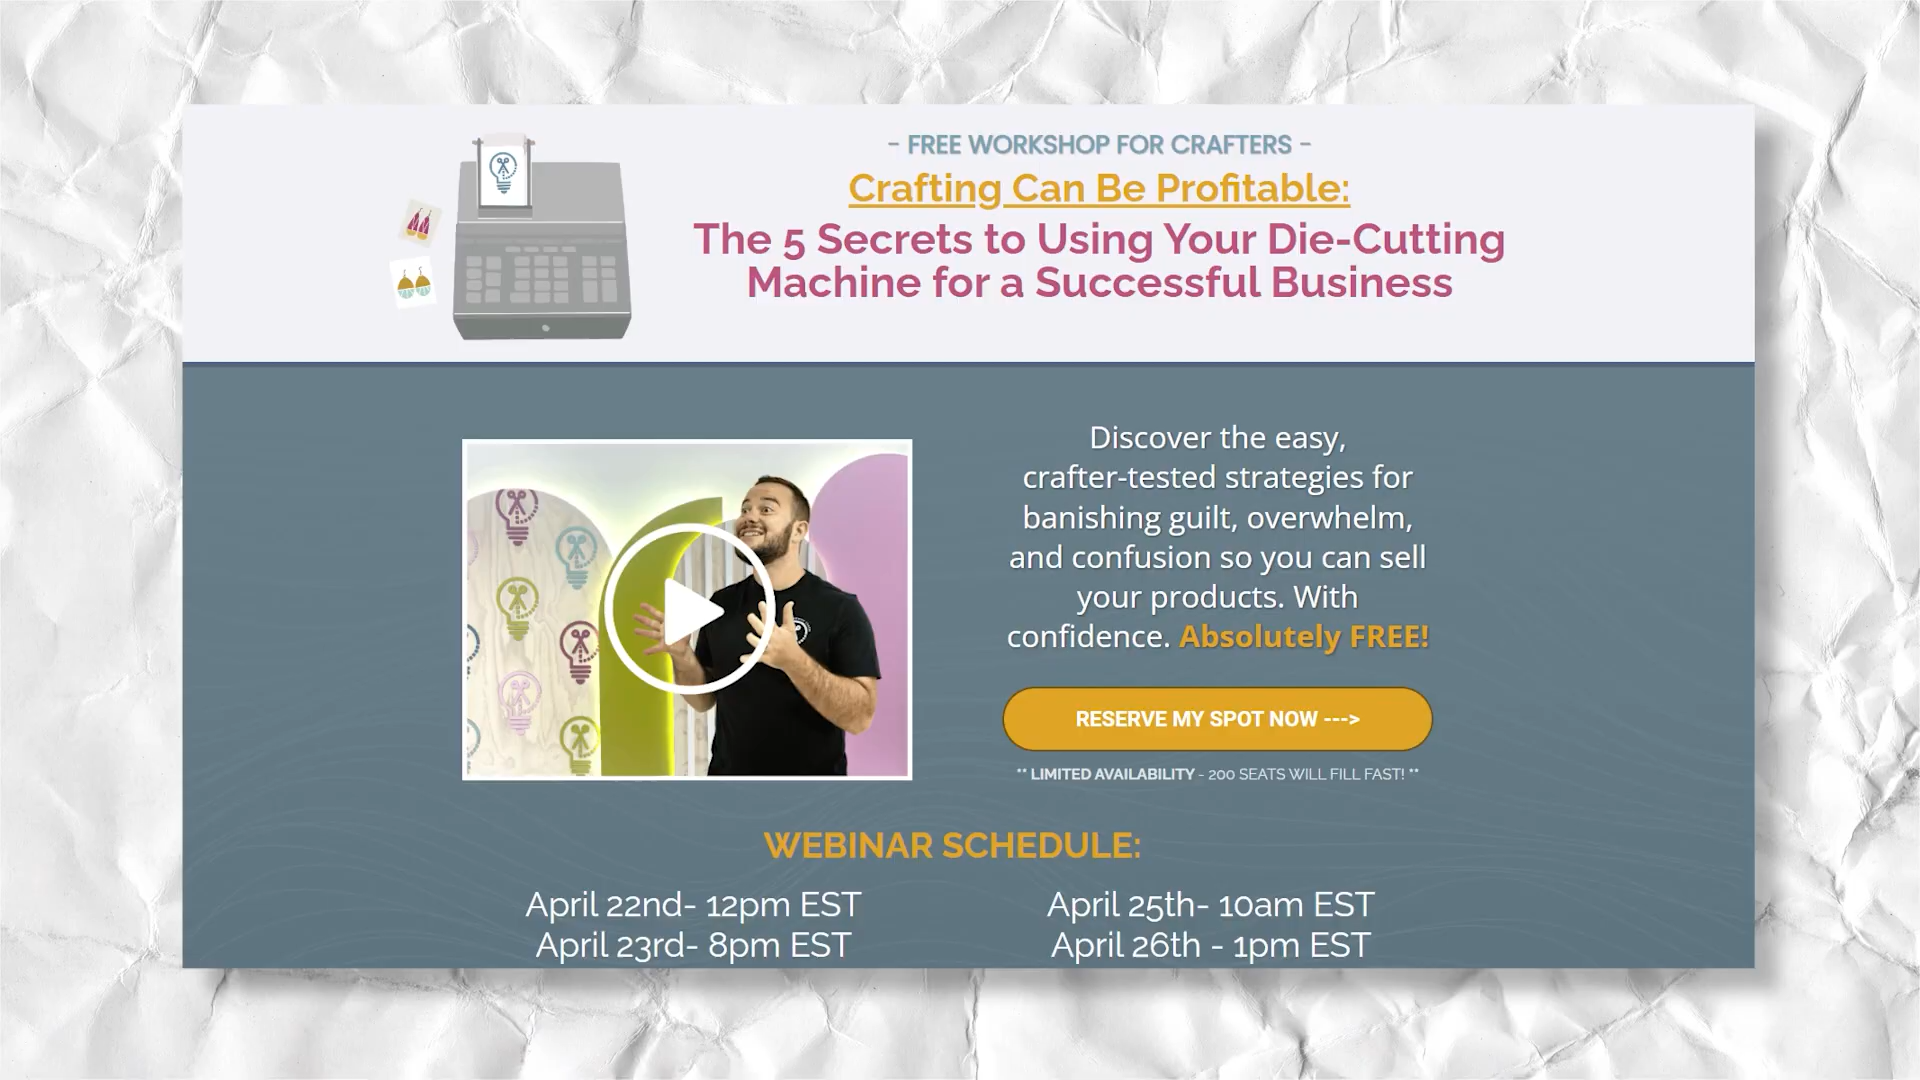 - FREE WORKSHOP FOR CRAFTERS -
Crafting Can Be Profitable:
The 5 Secrets to Using Your Die-Cutting
Machine for a Successful Business
Discover the easy,
crafter-tested strategies for
banishing guilt, overwhelm,
and confusion so you can sell
your products. With
confidence. Absolutely FREE!
RESERVE MY SPOT NOW --->
** LIMITED AVAILABILITY - 200 SEATS WILL FILL FAST! **
WEBINAR SCHEDULE:
April 22nd- 12pm EST
April 23rd- 8pm EST
April 25th- 10am EST
April 26th - 1pm EST